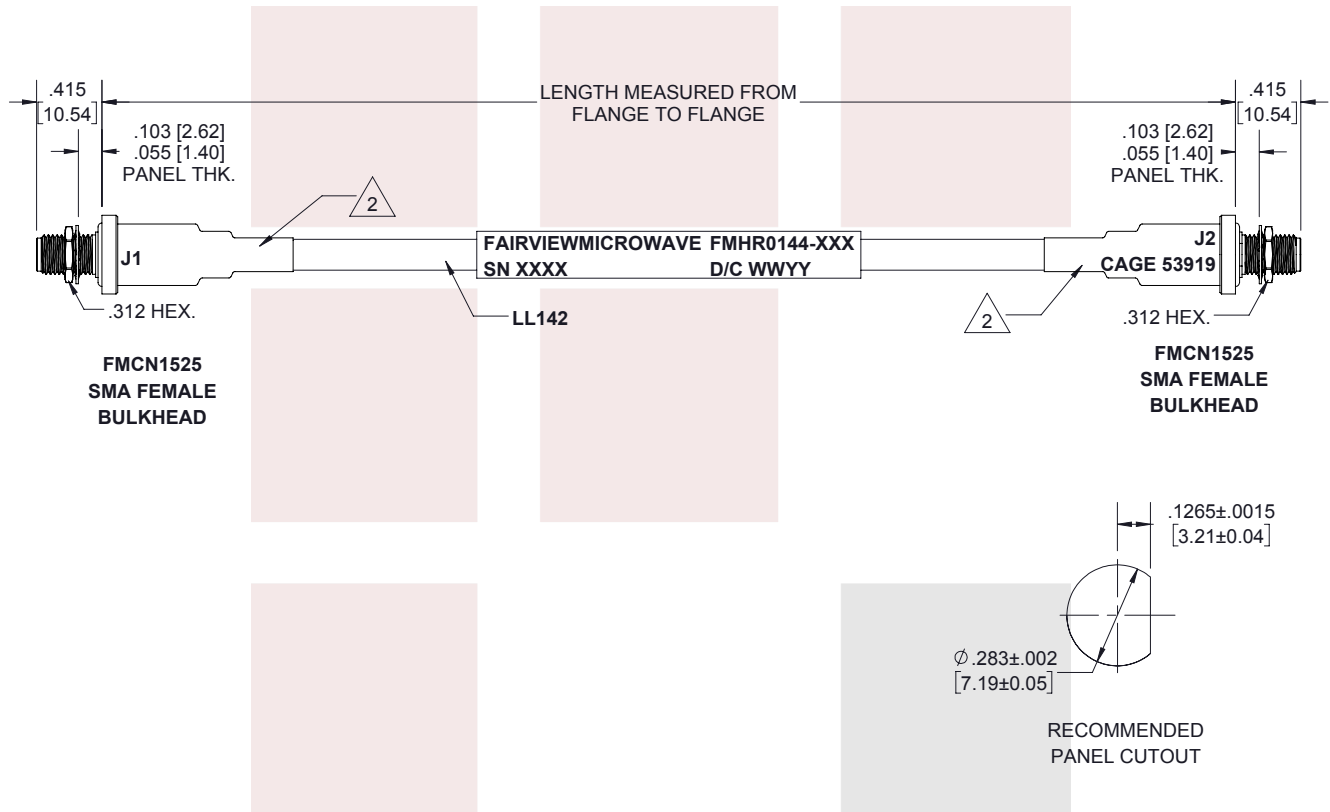 .415
[10.54]
LENGTH MEASURED FROM
FLANGE TO FLANGE
.415
[10.54]
.103 [2.62]
.055 [1.40]
PANEL THK.
.103 [2.62]
.055 [1.40]
PANEL THK.
2
J1
FAIRVIEWMICROWAVE FMHR0144-XXX
SN XXXX D/C WWYY
J2
CAGE 53919
.312 HEX.
LL142
2
.312 HEX.
FMCN1525
SMA FEMALE
BULKHEAD
FMCN1525
SMA FEMALE
BULKHEAD
.1265±.0015
[3.21±0.04]
∅ .283±.002
[7.19±0.05]
RECOMMENDED
PANEL CUTOUT